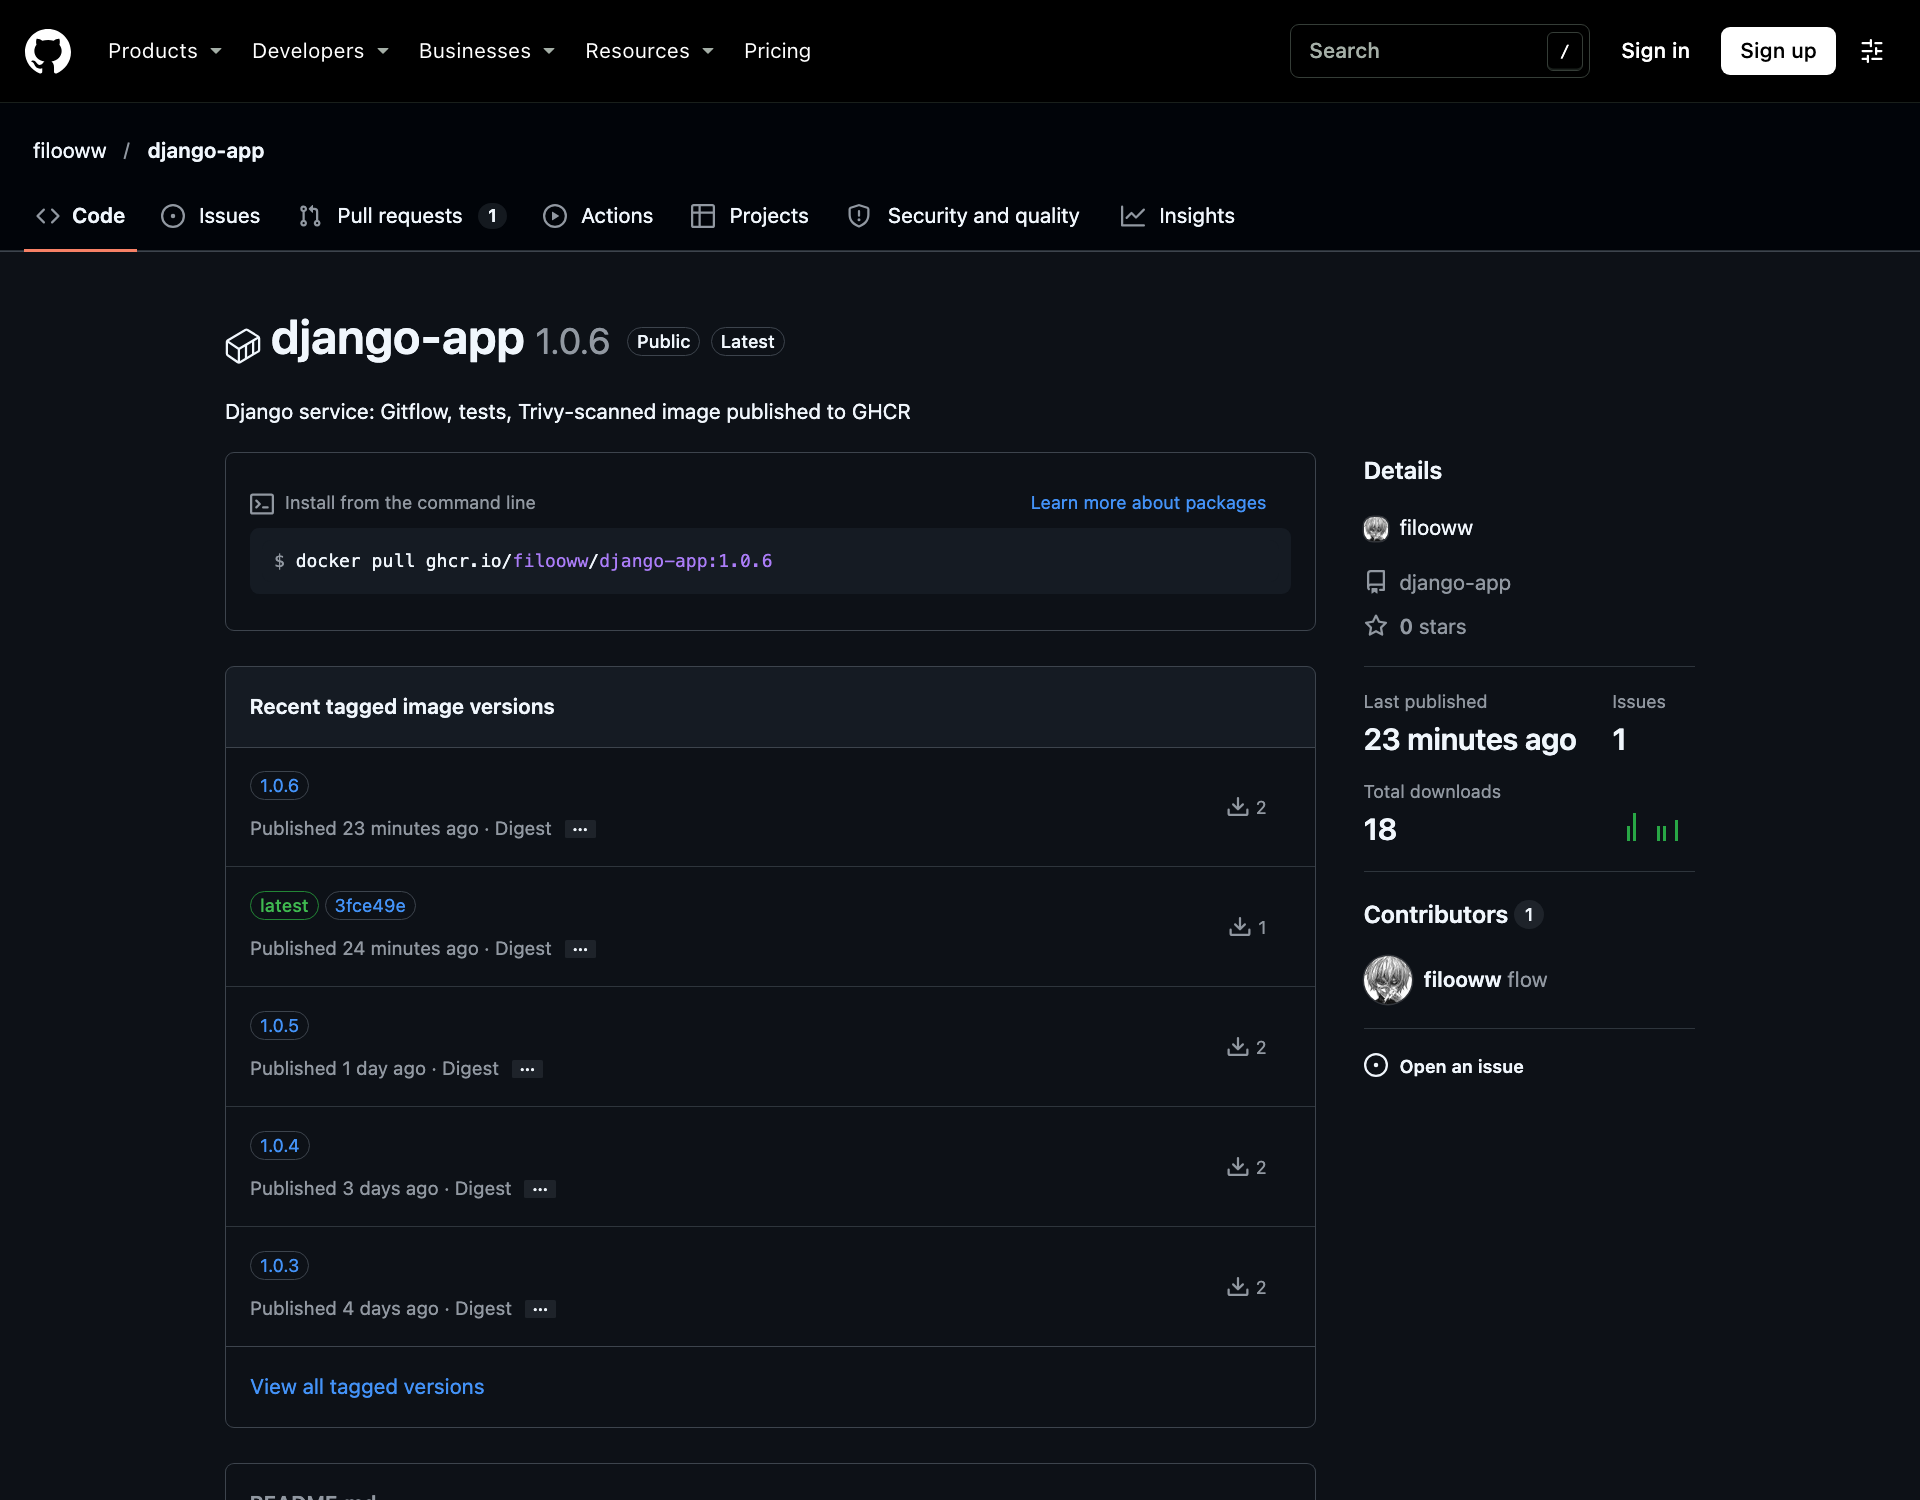 Products Developers Businesses Resources Pricing Search / Sign in Sign up
filooww / django-app
Code Issues Pull requests 1 Actions Projects Security and quality Insights
django-app 1.0.6 Public Latest
Django service: Gitflow, tests, Trivy-scanned image published to GHCR
Install from the command line Learn more about packages
$ docker pull ghcr.io/filooww/django-app:1.0.6
Recent tagged image versions
1.0.6
Published 23 minutes ago · Digest ...
2
latest 3fce49e
Published 24 minutes ago · Digest ...
1
1.0.5
Published 1 day ago · Digest ...
2
1.0.4
Published 3 days ago · Digest ...
2
1.0.3
Published 4 days ago · Digest ...
2
View all tagged versions
README.md
Details
filooww
django-app
0 stars
Last published Issues
23 minutes ago 1
Total downloads
18
Contributors 1
filooww flow
Open an issue